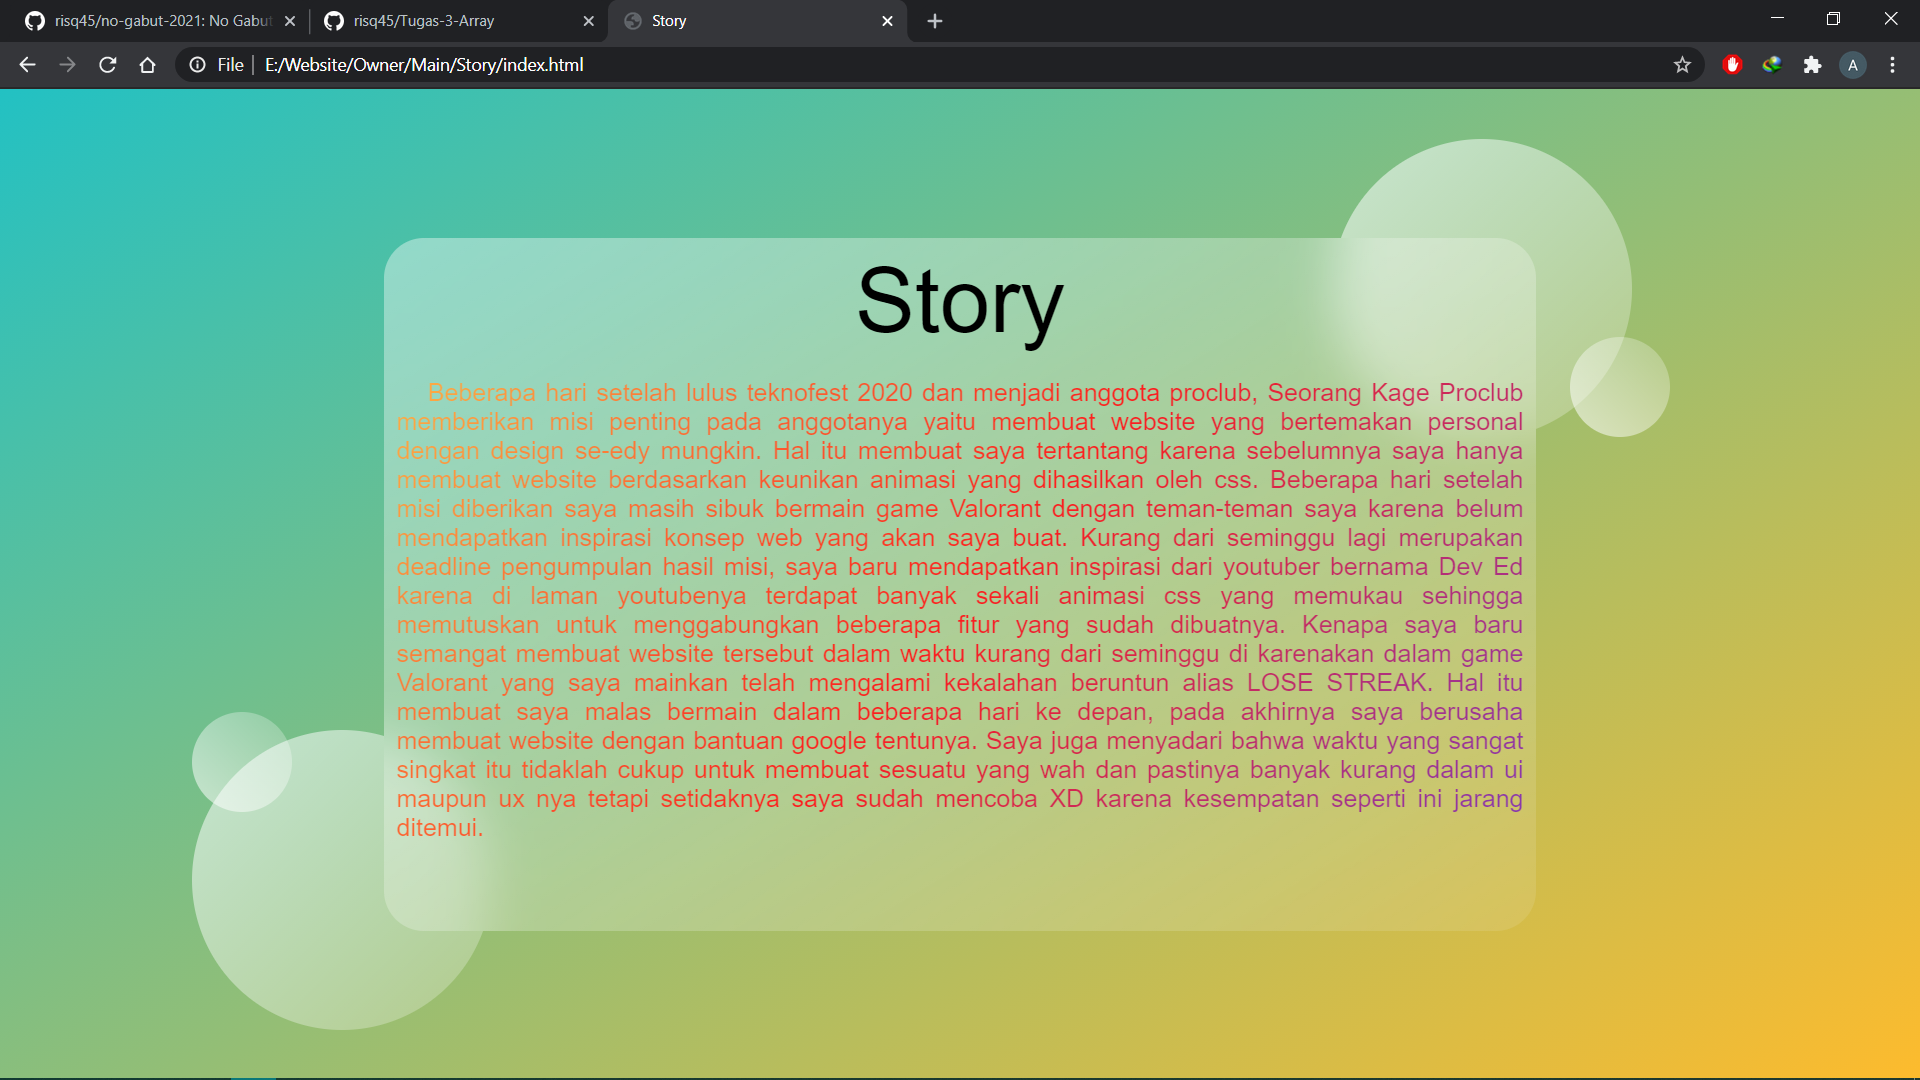 risq45/no-gabut-2021: No Gabut
risq45/Tugas-3-Array
Story
File
E:/Website/Owner/Main/Story/index.html
A
Story
Beberapa hari setelah lulus teknofest 2020 dan menjadi anggota proclub, Seorang Kage Proclub
memberikan misi penting pada anggotanya yaitu membuat website yang bertemakan personal
dengan design se-edy mungkin. Hal itu membuat saya tertantang karena sebelumnya saya hanya
membuat website berdasarkan keunikan animasi yang dihasilkan oleh css. Beberapa hari setelah
misi diberikan saya masih sibuk bermain game Valorant dengan teman-teman saya karena belum
mendapatkan inspirasi konsep web yang akan saya buat. Kurang dari seminggu lagi merupakan
deadline pengumpulan hasil misi, saya baru mendapatkan inspirasi dari youtuber bernama Dev Ed
karena di laman youtubenya terdapat banyak sekali animasi css yang memukau sehingga
memutuskan untuk menggabungkan beberapa fitur yang sudah dibuatnya. Kenapa saya baru
semangat membuat website tersebut dalam waktu kurang dari seminggu di karenakan dalam game
Valorant yang saya mainkan telah mengalami kekalahan beruntun alias LOSE STREAK. Hal itu
membuat saya malas bermain dalam beberapa hari ke depan, pada akhirnya saya berusaha
membuat website dengan bantuan google tentunya. Saya juga menyadari bahwa waktu yang sangat
singkat itu tidaklah cukup untuk membuat sesuatu yang wah dan pastinya banyak kurang dalam ui
maupun ux nya tetapi setidaknya saya sudah mencoba XD karena kesempatan seperti ini jarang
ditemui.